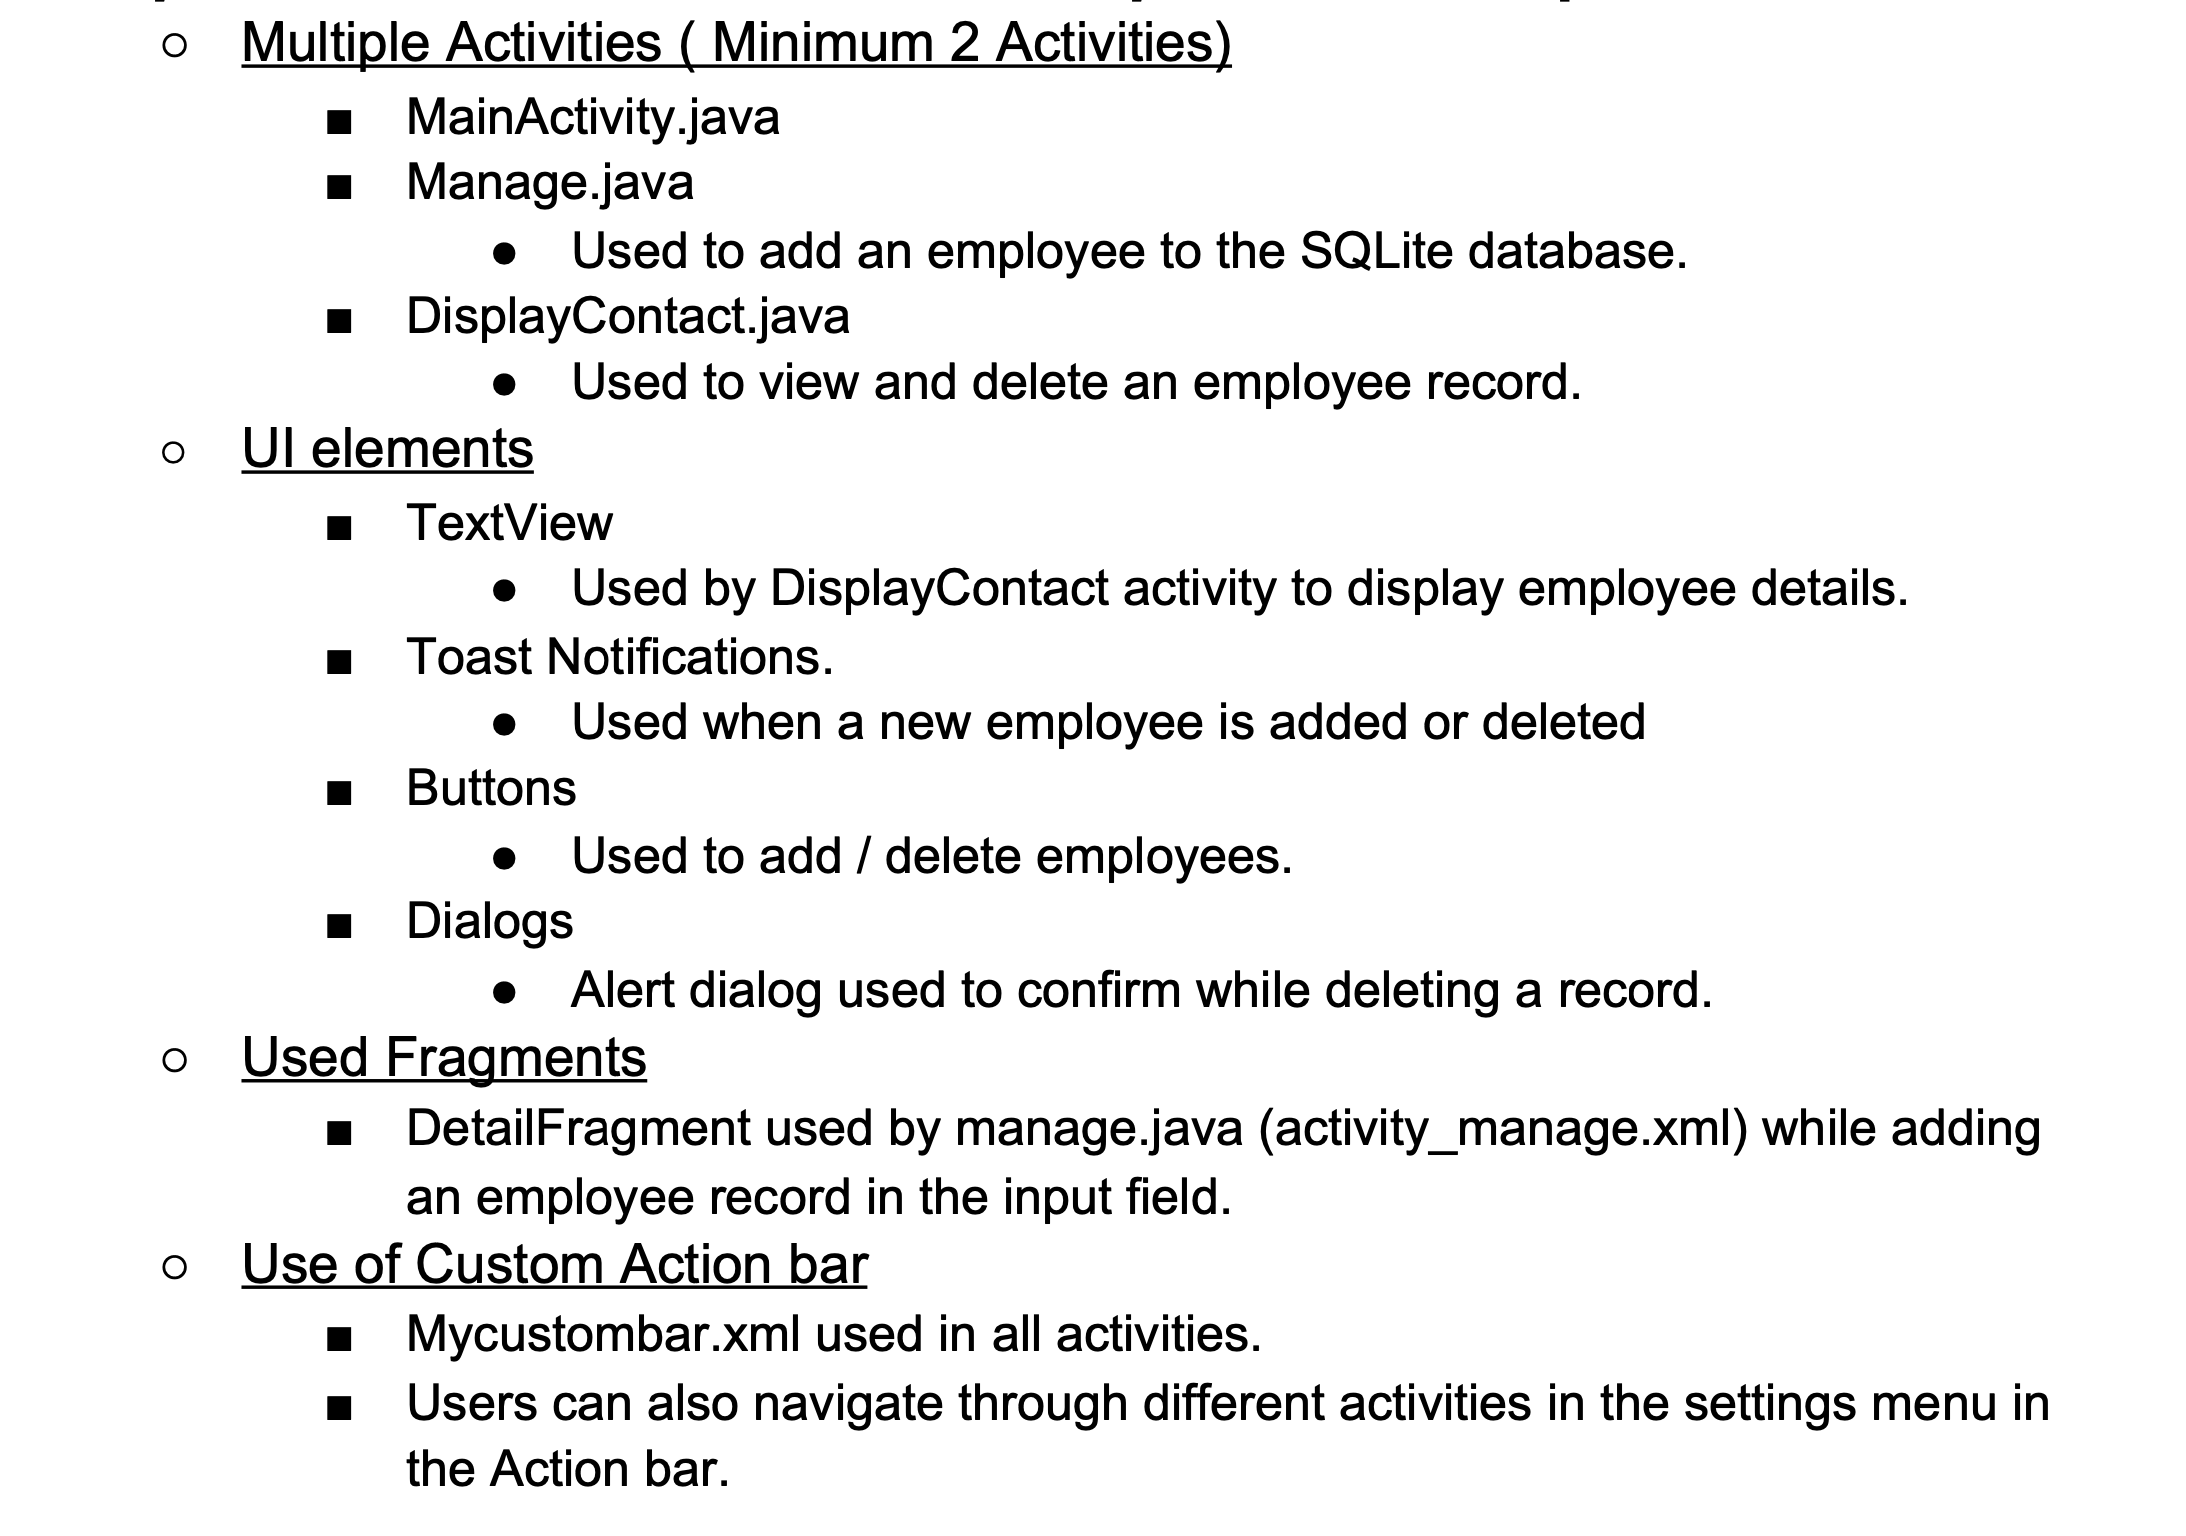 Multiple Activities ( Minimum 2 Activities)
MainActivity.java
Manage.java
Used to add an employee to the SQLite database.
DisplayContact.java
Used to view and delete an employee record.
UI elements
TextView
Used by DisplayContact activity to display employee details.
Toast Notifications.
Used when a new employee is added or deleted
Buttons
Used to add / delete employees.
Dialogs
Alert dialog used to confirm while deleting a record.
Used Fragments
DetailFragment used by manage.java (activity_manage.xml) while adding
an employee record in the input field.
Use of Custom Action bar
Mycustombar.xml used in all activities.
Users can also navigate through different activities in the settings menu in
the Action bar.